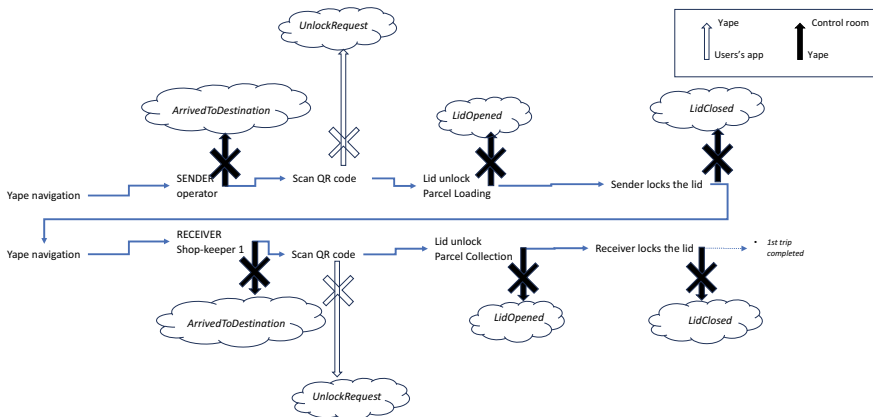 UnlockRequest
Yape
Control room
Users's app
Yape
ArrivedToDestination
LidOpened
LidClosed
Yape navigation
SENDER
operator
Scan QR code
Lid unlock
Parcel Loading
Sender locks the lid
Yape navigation
RECEIVER
Shop-keeper 1
Scan QR code
Lid unlock
Parcel Collection
Receiver locks the lid
• 1st trip
completed
ArrivedToDestination
LidOpened
LidClosed
UnlockRequest